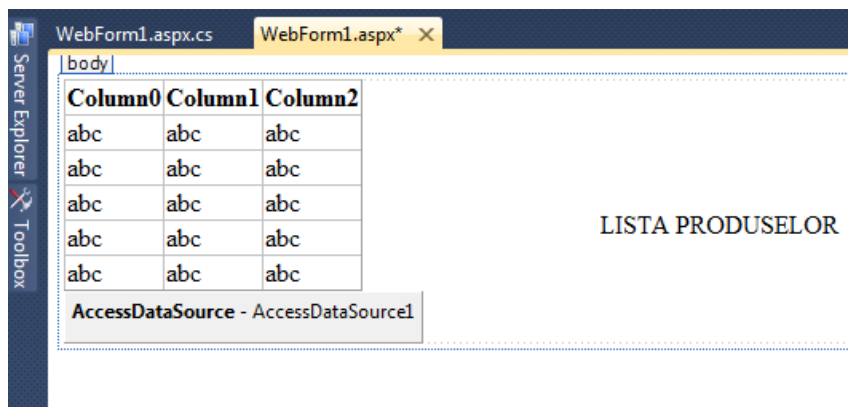 WebForm1.aspx.cs WebForm1.aspx*
Server Explorer
Toolbox
body
Column0 Column1 Column2
abc abc abc
abc abc abc
abc abc abc
abc abc abc
abc abc abc
LISTA PRODUSELOR
AccessDataSource - AccessDataSource1